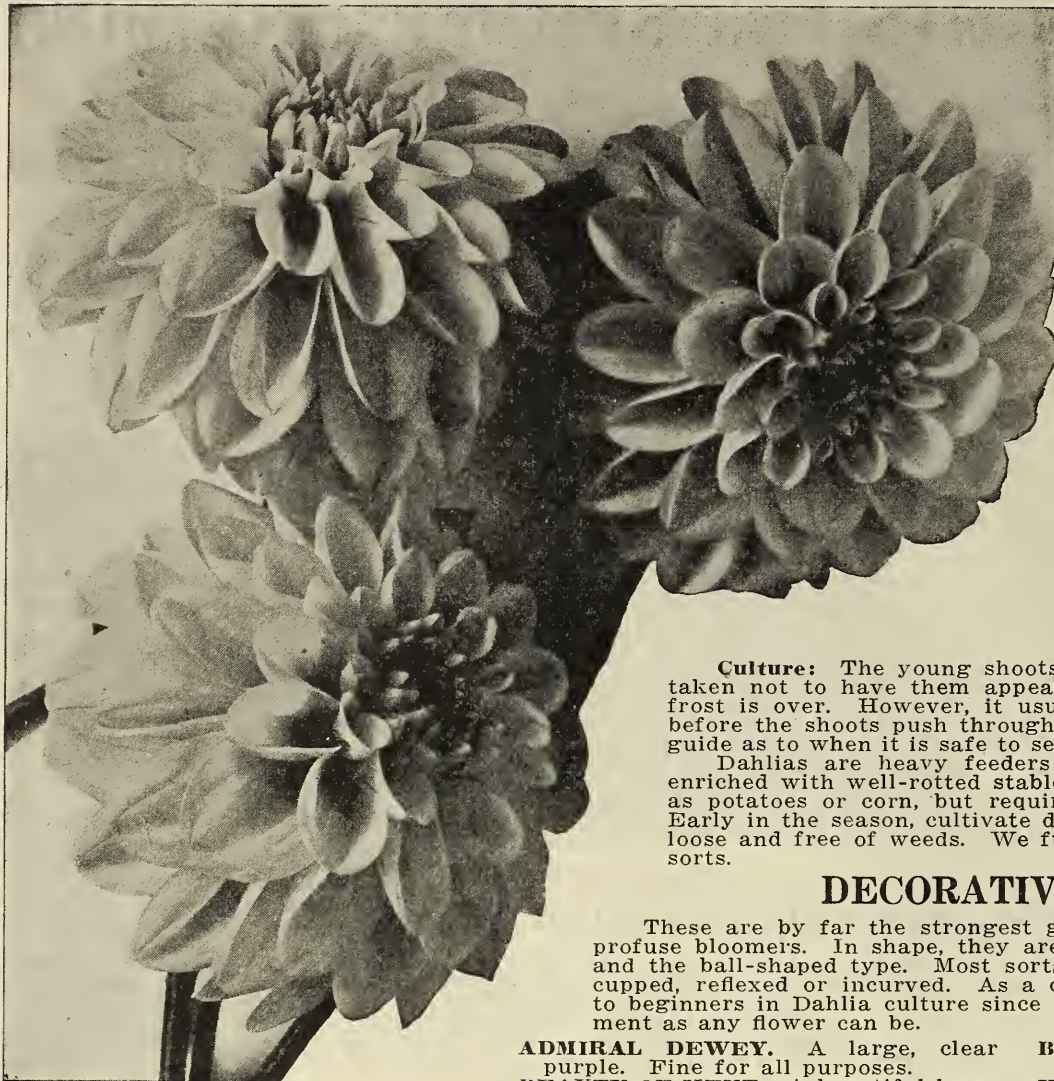 Culture: The young shoots
taken not to have them appea
frost is over. However, it usu
before the shoots push through
guide as to when it is safe to se
Dahlias are heavy feeders
enriched with well-rotted stabl
as potatoes or corn, but requi
Early in the season, cultivate d
loose and free of weeds. We f
sorts.
DECORATIV
These are by far the strongest g
profuse bloomers. In shape, they are
and the ball-shaped type. Most sorts
cupped, reflexed or incurved. As a c
to beginners in Dahlia culture since
ment as any flower can be.
ADMIRAL DEWEY. A large, clear B
purple. Fine for all purposes.